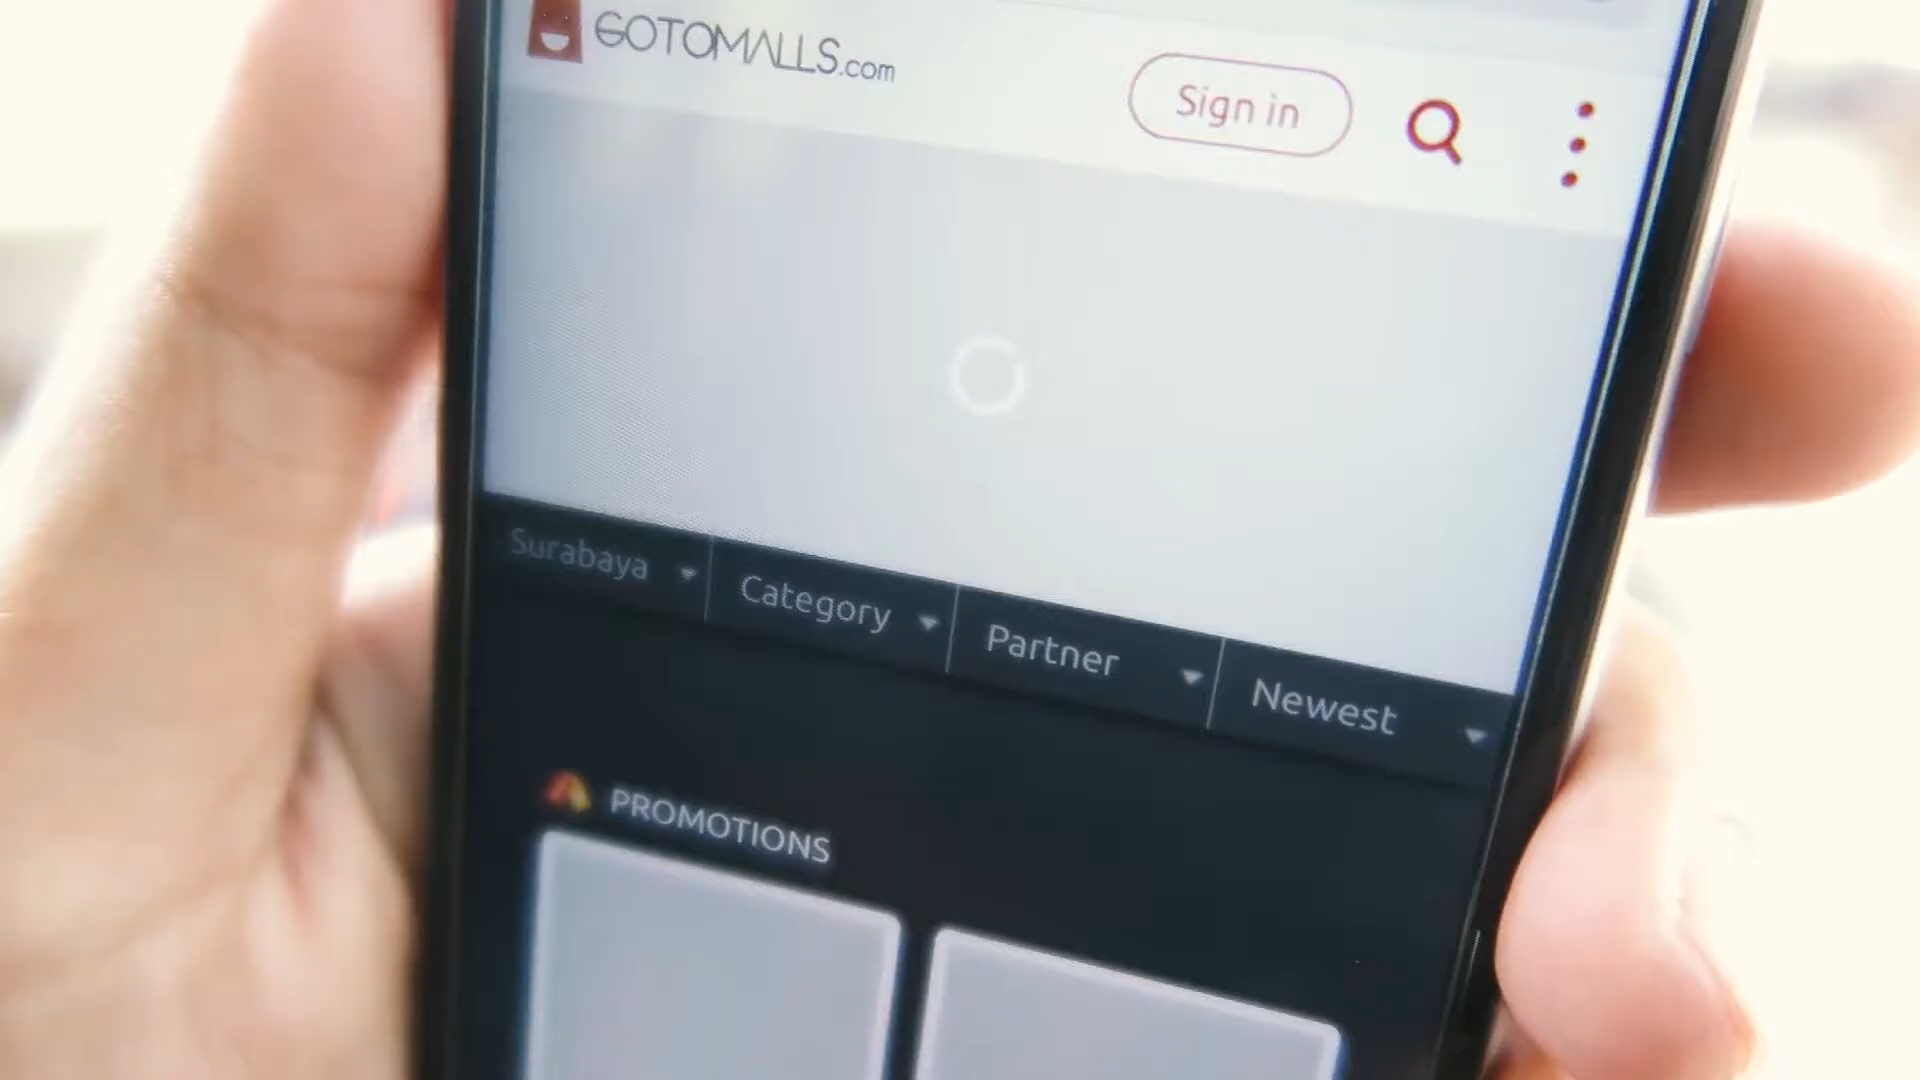 GOTOMALLS.com
Sign in
Surabaya
Category
Partner
Newest
PROMOTIONS